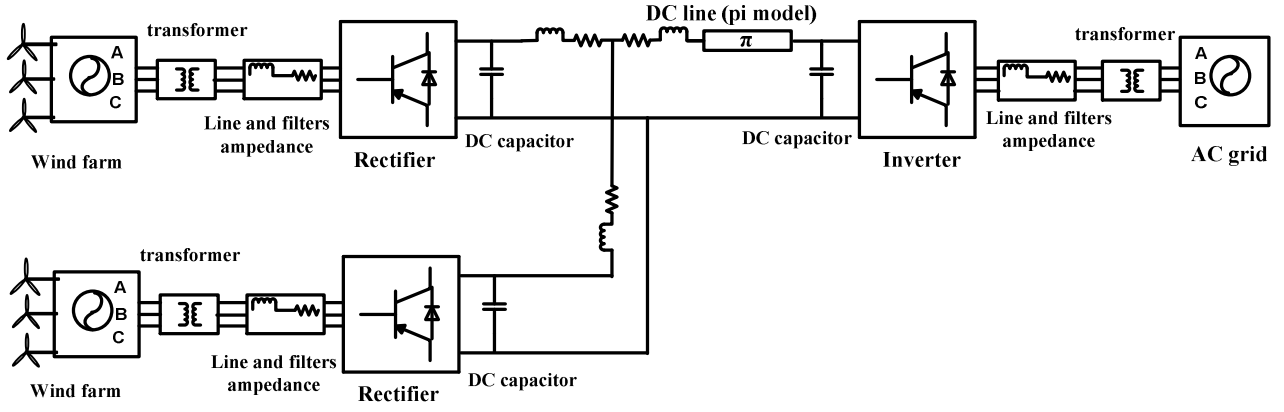 DC line (pi model)
transformer
transformer
A
B
C
π
A
B
C
Line and filters
ampedance
DC capacitor
DC capacitor
Line and filters
ampedance
Wind farm
Rectifier
Inverter
AC grid
transformer
A
B
C
Line and filters
ampedance
DC capacitor
Wind farm
Rectifier